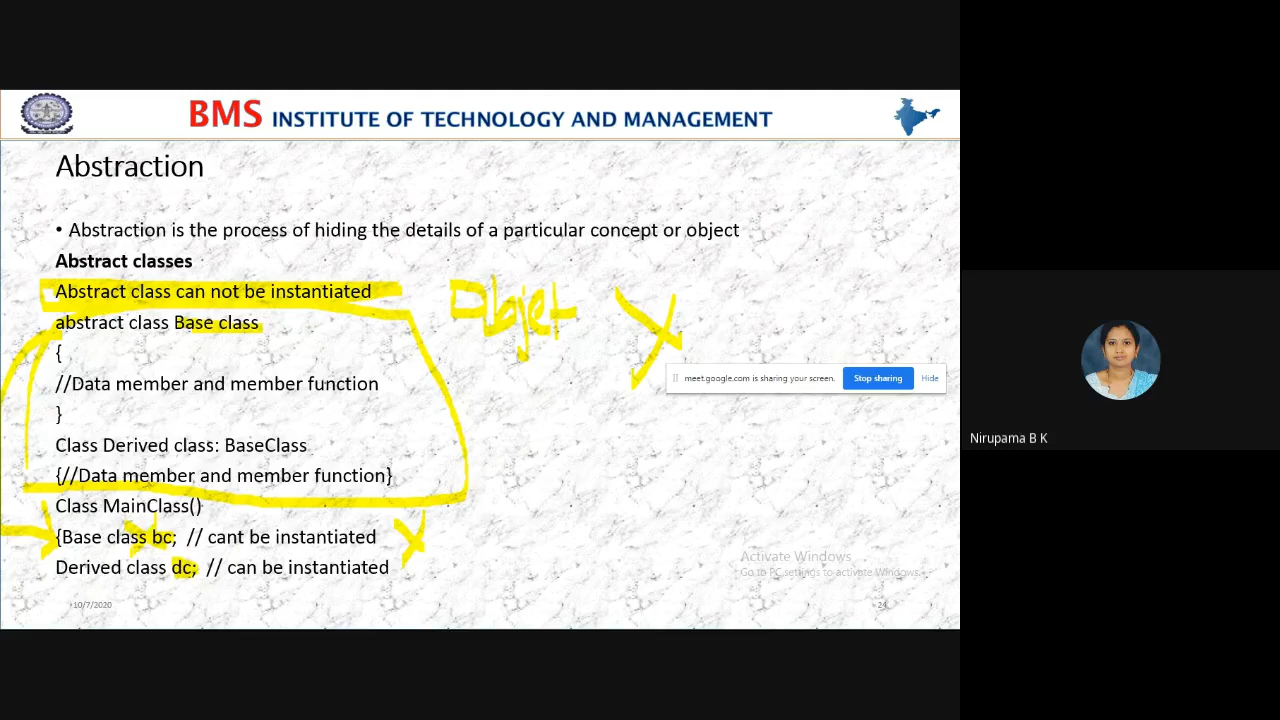 BMS INSTITUTE OF TECHNOLOGY AND MANAGEMENT
Abstraction
• Abstraction is the process of hiding the details of a particular concept or object
Abstract classes
Abstract class can not be instantiated
abstract class Base class
{
//Data member and member function
}
Class Derived class: BaseClass
{//Data member and member function}
Class MainClass()
{Base class bc; // cant be instantiated
Derived class dc; // can be instantiated
Objet X
meet.google.com is sharing your screen. Stop sharing Hide
Activate Windows
Go to PC settings to activate Windows.
10/7/2020
24
Nirupama B K